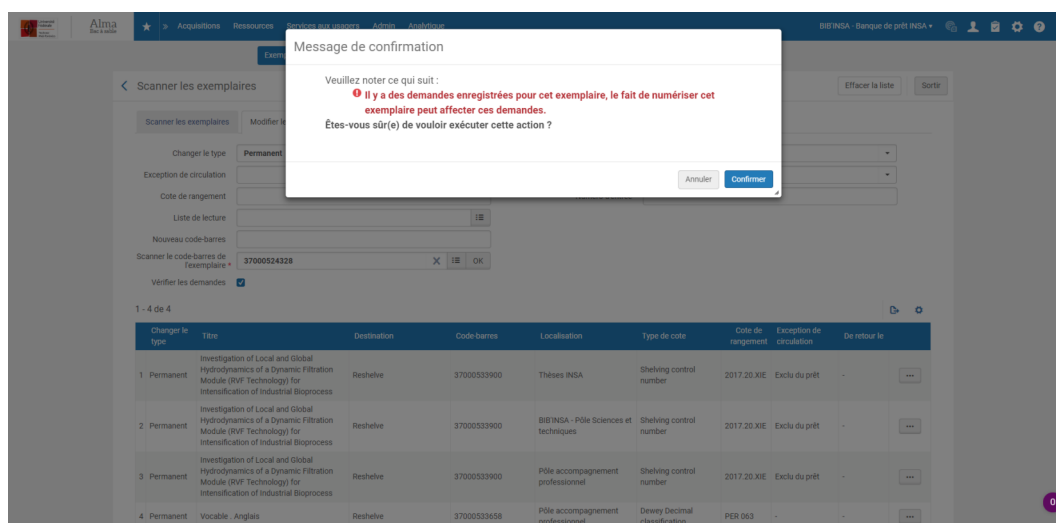 Alma
Bac à sable
» Acquisitions Ressources Services aux usagers Admin Analytique
BIB'INSA - Banque de prêt INSA
Exemp
Message de confirmation
Veuillez noter ce qui suit :
Il y a des demandes enregistrées pour cet exemplaire, le fait de numériser cet
exemplaire peut affecter ces demandes.
Êtes-vous sûr(e) de vouloir exécuter cette action ?
Annuler Confirmer
Scanner les exemplaires
Effacer la liste Sortir
Scanner les exemplaires Modifier le
Changer le type Permanent
Exception de circulation
Cote de rangement
Liste de lecture
Nouveau code-barres
Scanner le code-barres de
l'exemplaire * 37000524328 OK
Vérifier les demandes
1 - 4 de 4
Changer le type Titre Destination Code-barres Localisation Type de cote Cote de rangement Exception de circulation De retour le
1 Permanent Investigation of Local and Global Hydrodynamics of a Dynamic Filtration Module (RVF Technology) for Intensification of Industrial Bioprocess Reshelve 37000533900 Thèses INSA Shelving control number 2017.20.XIE Exclu du prêt -
2 Permanent Investigation of Local and Global Hydrodynamics of a Dynamic Filtration Module (RVF Technology) for Intensification of Industrial Bioprocess Reshelve 37000533900 BIB'INSA - Pôle Sciences et techniques Shelving control number 2017.20.XIE Exclu du prêt -
3 Permanent Investigation of Local and Global Hydrodynamics of a Dynamic Filtration Module (RVF Technology) for Intensification of Industrial Bioprocess Reshelve 37000533900 Pôle accompagnement professionnel Shelving control number 2017.20.XIE Exclu du prêt -
4 Permanent Vocable . Anglais Reshelve 37000533658 Pôle accompagnement professionnel Dewey Decimal classification PER 063 - -